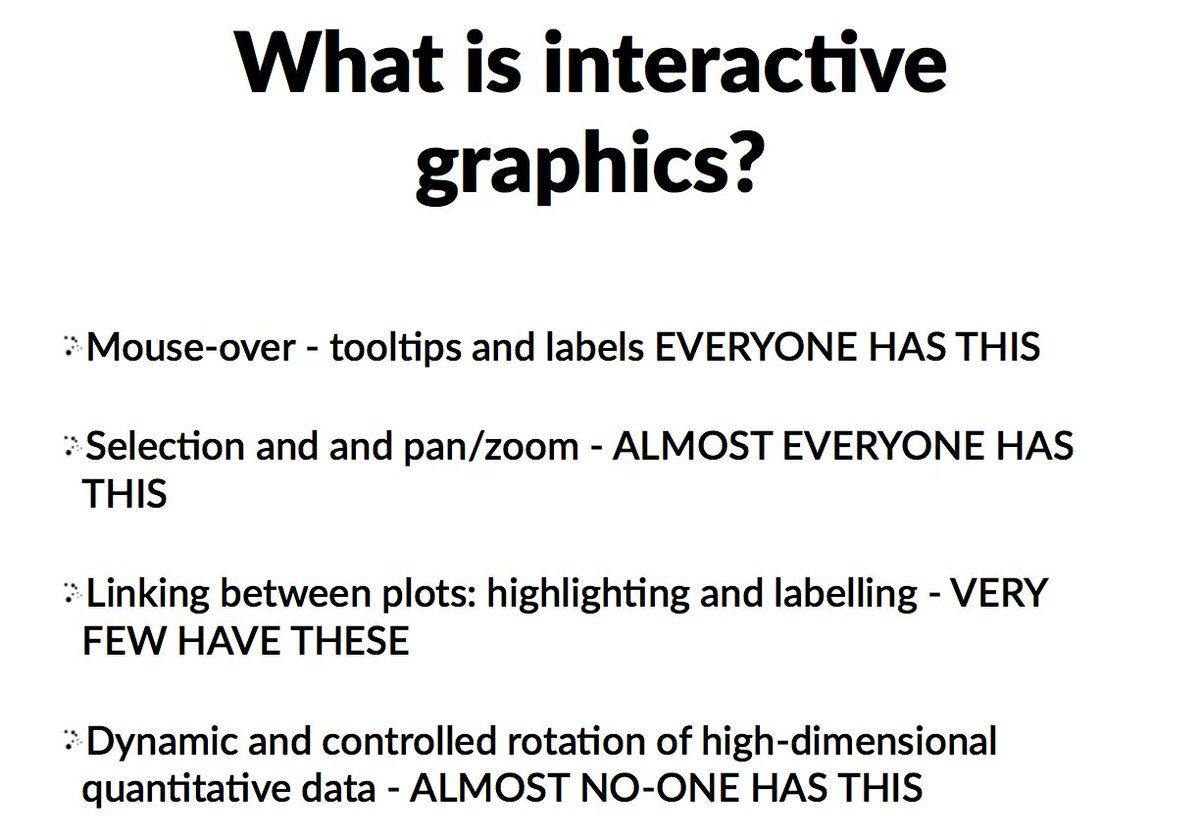 What is interactive
graphics?
Mouse-over - tooltips and labels EVERYONE HAS THIS
Selection and and pan/zoom - ALMOST EVERYONE HAS
THIS
Linking between plots: highlighting and labelling - VERY
FEW HAVE THESE
Dynamic and controlled rotation of high-dimensional
quantitative data - ALMOST NO-ONE HAS THIS